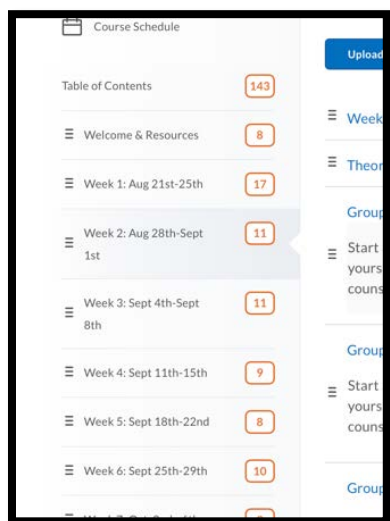 Course Schedule
Table of Contents 143
Welcome & Resources 8
Week 1: Aug 21st-25th 17
Week 2: Aug 28th-Sept 11
1st
Week 3: Sept 4th-Sept 11
8th
Week 4: Sept 11th-15th 9
Week 5: Sept 18th-22nd 8
Week 6: Sept 25th-29th 10
Upload
Week
Theor
Group
Start
yours
couns
Group
Start
yours
couns
Group